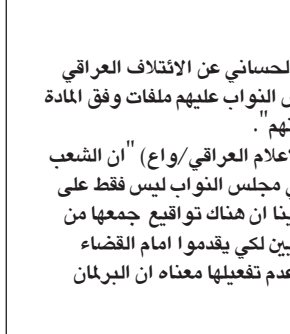 لحساني عن الائتلاف العراقي
س النواب عليهم ملفات وفق المادة
تهم".
لاعلام العراقي/واع) "ان الشعب
ي مجلس النواب ليس فقط على
ينا ان هناك تواقيع جمعها من
بين لكي يقدموا امام القضاء
عدم تفعيلها معناه ان البرلمان